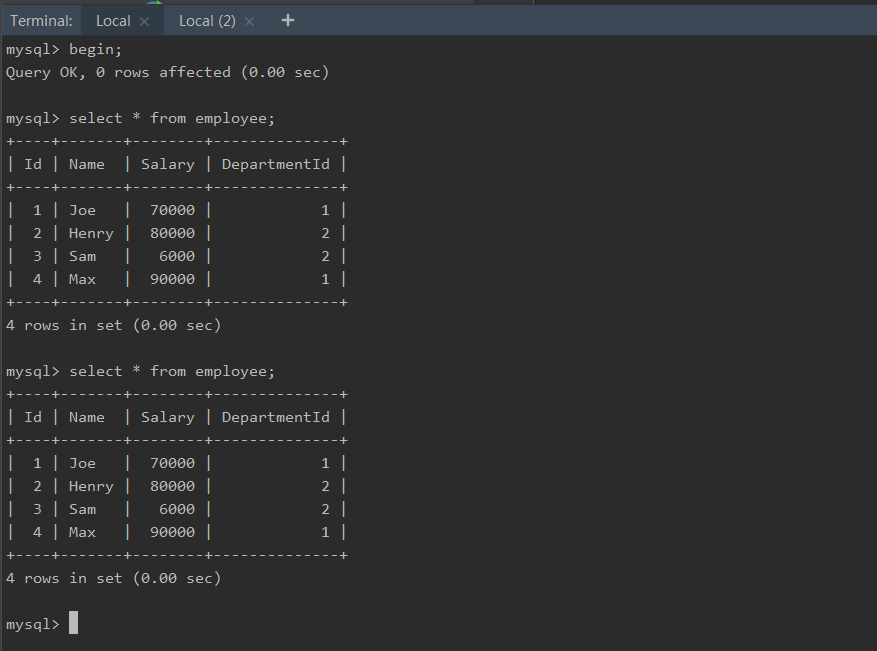 Terminal: Local × Local (2) × +
mysql> begin;
Query OK, 0 rows affected (0.00 sec)
mysql> select * from employee;
+----+-------+--------+--------------+
| Id | Name  | Salary | DepartmentId |
+----+-------+--------+--------------+
|  1 | Joe   |  70000 |            1 |
|  2 | Henry |  80000 |            2 |
|  3 | Sam   |   6000 |            2 |
|  4 | Max   |  90000 |            1 |
+----+-------+--------+--------------+
4 rows in set (0.00 sec)
mysql> select * from employee;
+----+-------+--------+--------------+
| Id | Name  | Salary | DepartmentId |
+----+-------+--------+--------------+
|  1 | Joe   |  70000 |            1 |
|  2 | Henry |  80000 |            2 |
|  3 | Sam   |   6000 |            2 |
|  4 | Max   |  90000 |            1 |
+----+-------+--------+--------------+
4 rows in set (0.00 sec)
mysql>